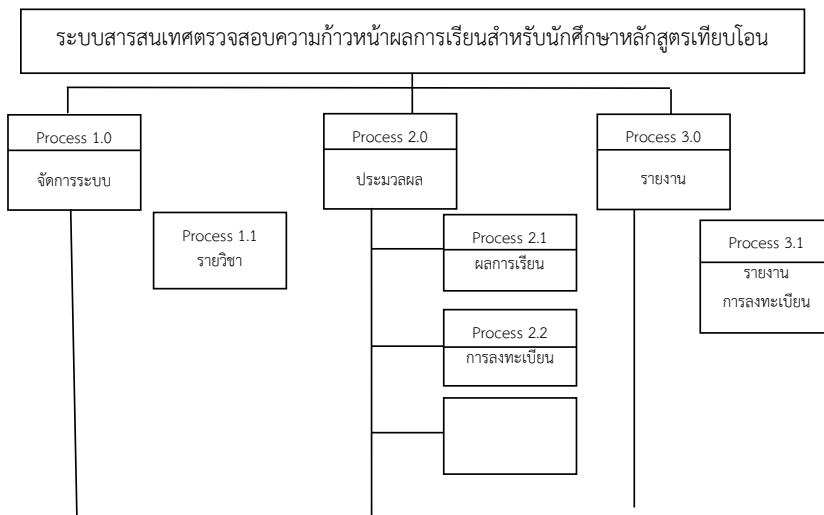 ระบบสารสนเทศตรวจสอบความก้าวหน้าผลการเรียนสำหรับนักศึกษาหลักสูตรเทียบโอน
Process 1.0
จัดการระบบ
Process 2.0
ประมวลผล
Process 3.0
รายงาน
Process 1.1
รายวิชา
Process 2.1
ผลการเรียน
Process 3.1
รายงาน
การลงทะเบียน
Process 2.2
การลงทะเบียน